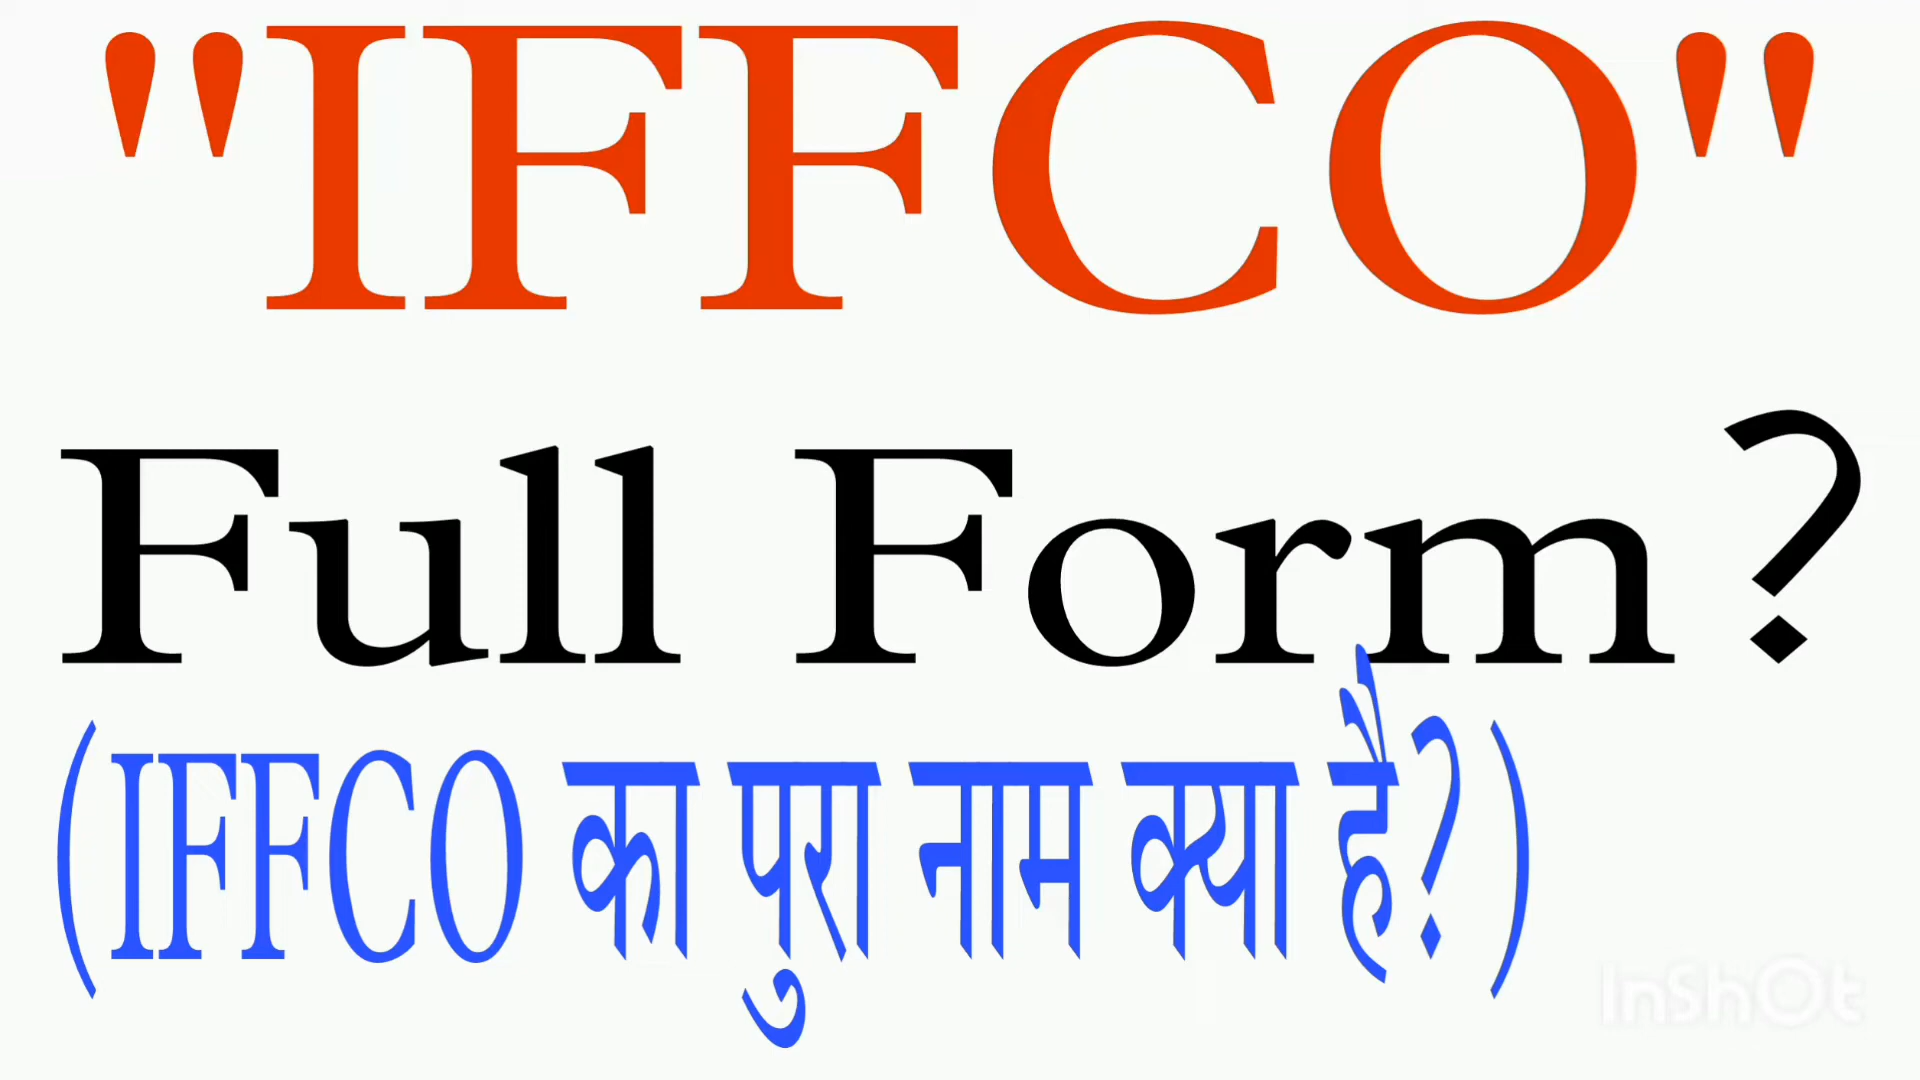 "IFFCO"
Full Form?
(IFFCO का पुरा नाम क्या है?)
InShOt